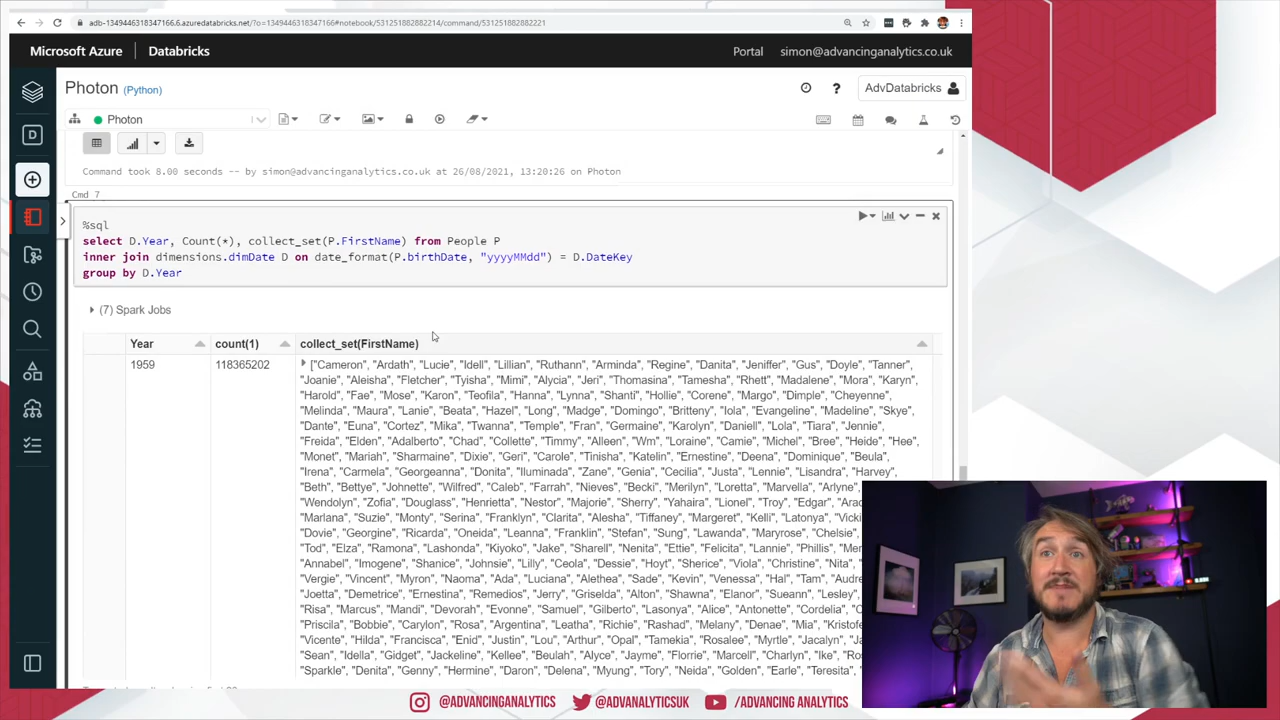 adb-1349446318347166.6.azuredatabricks.net/?o=1349446318347166#notebook/531251882882214/command/531251882882221
Microsoft Azure Databricks Portal simon@advancinganalytics.co.uk
Photon (Python) AdvDatabricks
Photon
Command took 8.00 seconds -- by simon@advancinganalytics.co.uk at 26/08/2021, 13:20:26 on Photon
Cmd 7
%sql
select D.Year, Count(*), collect_set(P.FirstName) from People P
inner join dimensions.dimDate D on date_format(P.birthDate, "yyyyMMdd") = D.DateKey
group by D.Year
(7) Spark Jobs
Year count(1) collect_set(FirstName)
1959 118365202 ["Cameron", "Ardath", "Lucie", "Idell", "Lillian", "Ruthann", "Arminda", "Regine", "Danita", "Jeniffer", "Gus", "Doyle", "Tanner",
"Joanie", "Aleisha", "Fletcher", "Tyisha", "Mimi", "Alycia", "Jeri", "Thomasina", "Tamesha", "Rhett", "Madalene", "Mora", "Karyn",
"Harold", "Fae", "Mose", "Karon", "Teofila", "Hanna", "Lynna", "Shanti", "Hollie", "Corene", "Margo", "Dimple", "Cheyenne",
"Melinda", "Maura", "Lanie", "Beata", "Hazel", "Long", "Madge", "Domingo", "Britteny", "Iola", "Evangeline", "Madeline", "Skye",
"Dante", "Euna", "Cortez", "Mika", "Twanna", "Temple", "Fran", "Germaine", "Karolyn", "Daniell", "Lola", "Tiara", "Jennie",
"Freida", "Elden", "Adalberto", "Chad", "Collette", "Timmy", "Alleen", "Wm", "Loraine", "Camie", "Michel", "Bree", "Heide", "Hee",
"Monet", "Mariah", "Sharmaine", "Dixie", "Geri", "Carole", "Tinisha", "Katelin", "Ernestine", "Deena", "Dominique", "Beula",
"Irena", "Carmela", "Georgeanna", "Donita", "Iluminada", "Zane", "Genia", "Cecilia", "Justa", "Lennie", "Lisandra", "Harvey",
"Beth", "Bettye", "Johnette", "Wilfred", "Caleb", "Farrah", "Nieves", "Becki", "Merilyn", "Loretta", "Marvella", "Arlyne",
"Wendolyn", "Zofia", "Douglass", "Henrietta", "Nestor", "Majorie", "Sherry", "Yahaira", "Lionel", "Troy", "Edgar",
"Marlana", "Suzie", "Monty", "Serina", "Franklyn", "Clarita", "Alesha", "Tiffaney", "Margeret", "Kelli", "Latonya", "Vicki
"Dovie", "Georgine", "Ricarda", "Oneida", "Leanna", "Franklin", "Stefan", "Sung", "Lawanda", "Maryrose", "Chelsie",
"Tod", "Elza", "Ramona", "Lashonda", "Kiyoko", "Jake", "Sharell", "Nenita", "Ettie", "Felicita", "Lannie", "Phillis", "Mer
"Annabel", "Imogene", "Shanice", "Johnsie", "Lilly", "Ceola", "Dessie", "Hoyt", "Sherice", "Viola", "Christine", "Nita",
"Vergie", "Vincent", "Myron", "Naoma", "Ada", "Luciana", "Alethea", "Sade", "Kevin", "Venessa", "Hal", "Tam", "Audre
"Joetta", "Demetrice", "Ernestina", "Remedios", "Jerry", "Griselda", "Alton", "Shawna", "Elanor", "Sueann", "Lesley",
"Risa", "Marcus", "Mandi", "Devorah", "Evonne", "Samuel", "Gilberto", "Lasonya", "Alice", "Antonette", "Cordelia",
"Priscila", "Bobbie", "Carylon", "Rosa", "Argentina", "Leatha", "Richie", "Rashad", "Melany", "Denae", "Mia", "Kristofe
"Vicente", "Hilda", "Francisca", "Enid", "Justin", "Lou", "Arthur", "Opal", "Tamekia", "Rosalee", "Myrtle", "Jacalyn",
"Sean", "Idella", "Gidget", "Jackeline", "Kellee", "Beulah", "Alyce", "Jayme", "Florrie", "Marcell", "Charlyn", "Ike",
"Sparkle", "Denita", "Genny", "Hermine", "Daron", "Delena", "Myung", "Tory", "Neida", "Golden", "Earle", "Teresita",
@ADVANCINGANALYTICS @ADVANALYTICSUK /ADVANCING ANALYTICS